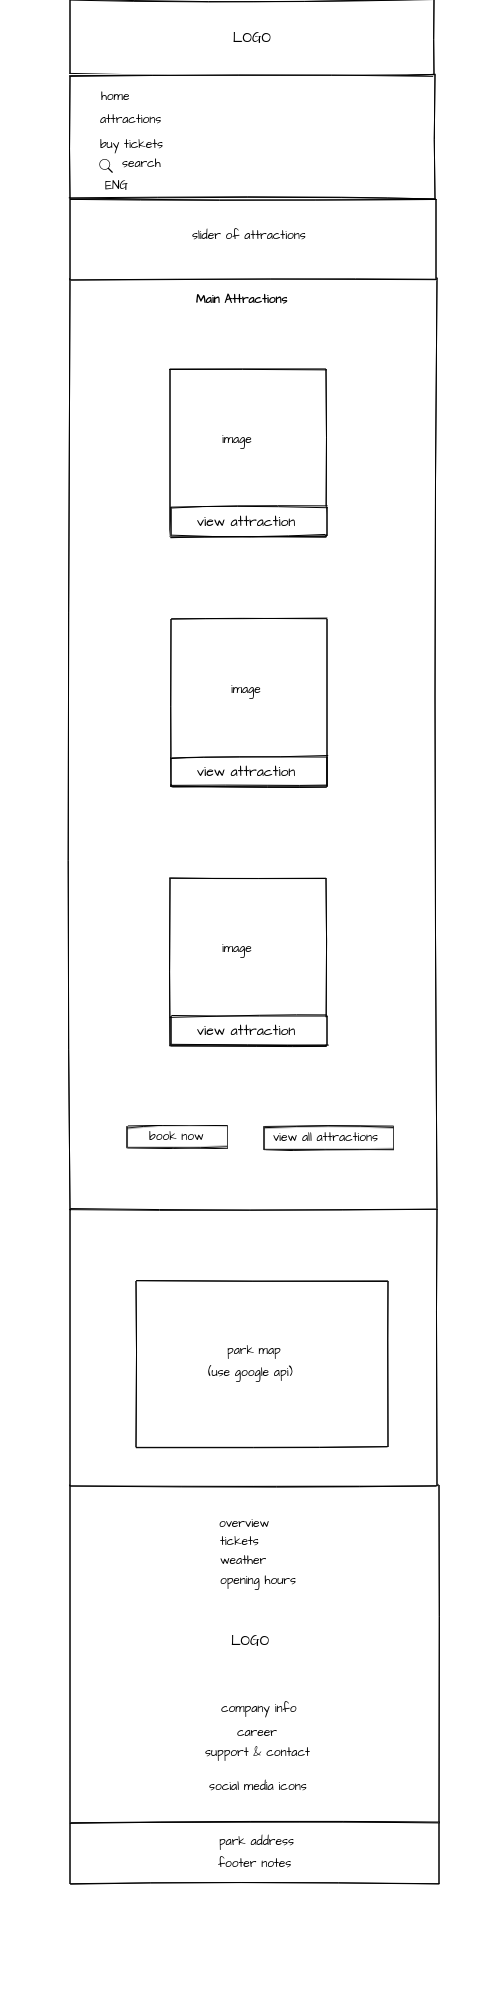 LOGO
home
attractions
buy tickets
search
ENG
slider of attractions
Main Attractions
image
view attraction
image
view attraction
image
view attraction
book now
view all attractions
park map
(use google api)
overview
tickets
weather
opening hours
LOGO
company info
career
support & contact
social media icons
park address
footer notes